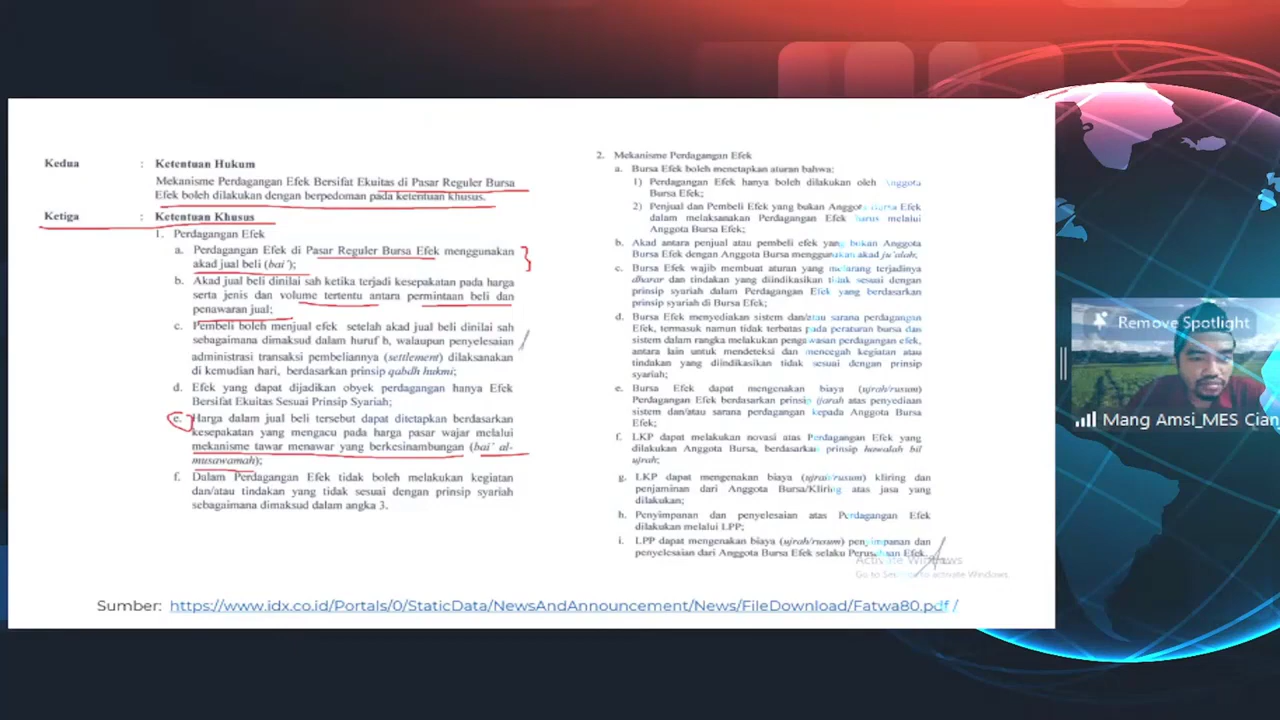 Kedua : Ketentuan Hukum
Mekanisme Perdagangan Efek Bersifat Ekuitas di Pasar Reguler Bursa
Efek boleh dilakukan dengan berpedoman pada ketentuan khusus.
Ketiga : Ketentuan Khusus
1. Perdagangan Efek
a. Perdagangan Efek di Pasar Reguler Bursa Efek menggunakan
akad jual beli (bai');
b. Akad jual beli dinilai sah ketika terjadi kesepakatan pada harga
serta jenis dan volume tertentu antara permintaan beli dan
penawaran jual;
c. Pembeli boleh menjual efek setelah akad jual beli dinilai sah
sebagaimana dimaksud dalam huruf b, walaupun penyelesaian
administrasi transaksi pembeliannya (settlement) dilaksanakan
di kemudian hari, berdasarkan prinsip qabdh hukmi;
d. Efek yang dapat dijadikan obyek perdagangan hanya Efek
Bersifat Ekuitas Sesuai Prinsip Syariah;
e. Harga dalam jual beli tersebut dapat ditetapkan berdasarkan
kesepakatan yang mengacu pada harga pasar wajar melalui
mekanisme tawar menawar yang berkesinambungan (bai' al-
musawamah);
f. Dalam Perdagangan Efek tidak boleh melakukan kegiatan
dan/atau tindakan yang tidak sesuai dengan prinsip syariah
sebagaimana dimaksud dalam angka 3.
2. Mekanisme Perdagangan Efek
a. Bursa Efek boleh menetapkan aturan bahwa:
1) Perdagangan Efek hanya boleh dilakukan oleh Anggota
Bursa Efek;
2) Penjual dan Pembeli Efek yang bukan Anggota Bursa Efek
dalam melaksanakan Perdagangan Efek harus melalui
Anggota Bursa Efek;
b. Akad antara penjual atau pembeli efek yang bukan Anggota
Bursa Efek dengan Anggota Bursa menggunakan akad ju'alah;
c. Bursa Efek wajib membuat aturan yang melarang terjadinya
dharar dan tindakan yang diindikasikan tidak sesuai dengan
prinsip syariah dalam Perdagangan Efek yang berdasarkan
prinsip syariah di Bursa Efek;
d. Bursa Efek menyediakan sistem dan/atau sarana perdagangan
Efek, termasuk namun tidak terbatas pada peraturan bursa dan
sistem dalam rangka melakukan pengawasan perdagangan efek,
antara lain untuk mendeteksi dan mencegah kegiatan atau
tindakan yang diindikasikan tidak sesuai dengan prinsip
syariah;
e. Bursa Efek dapat mengenakan biaya (ujrah/rusum)
Perdagangan Efek berdasarkan prinsip ijarah atas penyediaan
sistem dan/atau sarana perdagangan kepada Anggota Bursa
Efek;
f. LKP dapat melakukan novasi atas Perdagangan Efek yang
dilakukan Anggota Bursa, berdasarkan prinsip hawalah bil
ujrah;
g. LKP dapat mengenakan biaya (ujrah/rusum) kliring dan
penjaminan dari Anggota Bursa/Kliring atas jasa yang
dilakukan;
h. Penyimpanan dan penyelesaian atas Perdagangan Efek
dilakukan melalui LPP;
i. LPP dapat mengenakan biaya (ujrah/rusum) penyimpanan dan
penyelesaian dari Anggota Bursa Efek selaku Perusahaan Efek.
Activate Windows
Go to Settings to activate Windows.
Sumber: https://www.idx.co.id/Portals/0/StaticData/NewsAndAnnouncement/News/FileDownload/Fatwa80.pdf /
Remove Spotlight
Mang Amsi_MES Cian